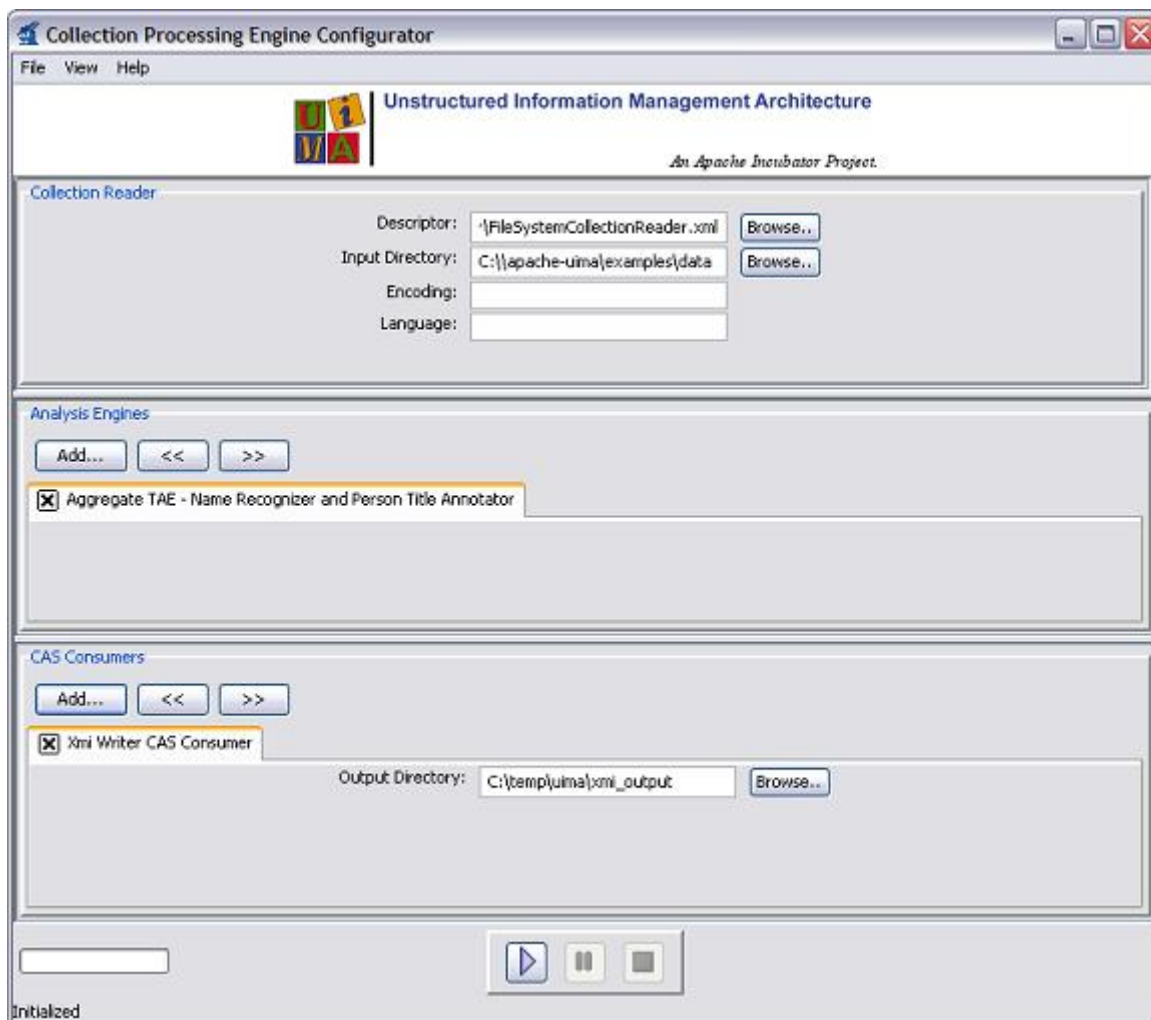 Collection Processing Engine Configurator
File View Help
UIMA Unstructured Information Management Architecture
An Apache Incubator Project.
Collection Reader
Descriptor: \FileSystemCollectionReader.xml Browse..
Input Directory: C:\\apache-uima\examples\data Browse..
Encoding:
Language:
Analysis Engines
Add... << >>
Aggregate TAE - Name Recognizer and Person Title Annotator
CAS Consumers
Add... << >>
Xmi Writer CAS Consumer
Output Directory: C:\temp\uima\xmi_output Browse..
Initialized